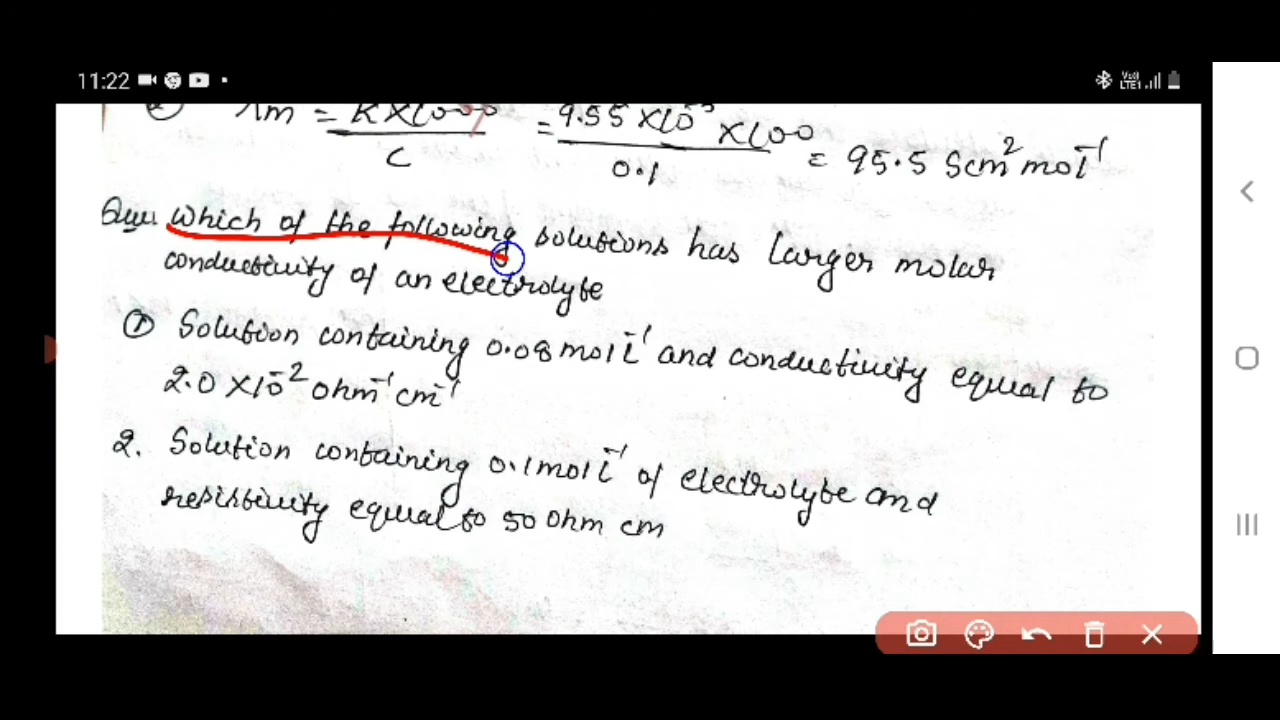 11:22
λm = K×1000 / C = 9.55 × 10⁻³ × 1000 / 0.1 = 95.5 Scm² mol⁻¹
Que. Which of the following solutions has larger molar
conductivity of an electrolyte
① Solution containing 0.08 mol L⁻¹ and conductivity equal to
2.0 × 10⁻² Ohm⁻¹ cm⁻¹
2. Solution containing 0.1 mol L⁻¹ of electrolyte and
resistivity equal to 50 Ohm cm